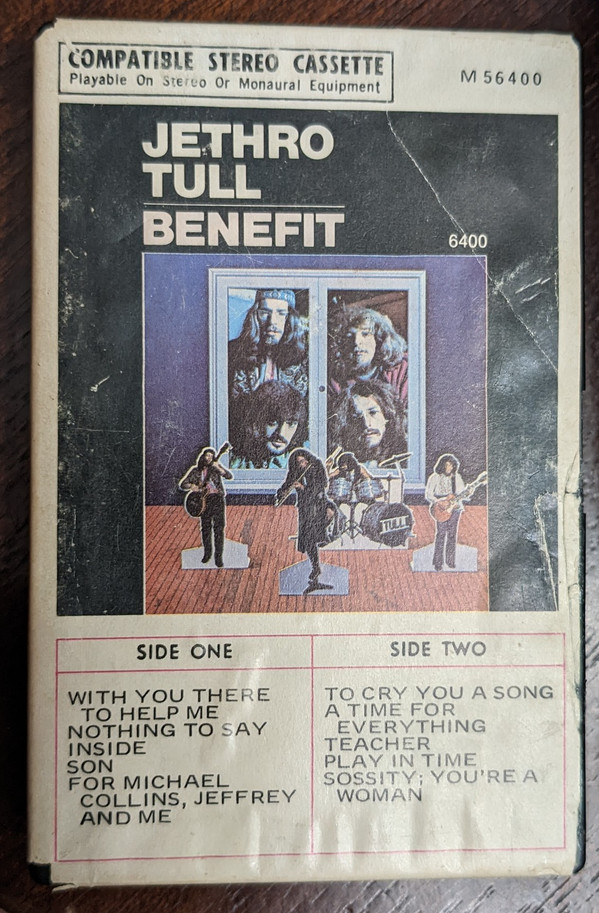 COMPATIBLE STEREO CASSETTE
Playable On Stereo Or Monaural Equipment
M 56400
JETHRO
TULL
BENEFIT
6400
TULL
SIDE ONE
WITH YOU THERE
TO HELP ME
NOTHING TO SAY
INSIDE
SON
FOR MICHAEL
COLLINS, JEFFREY
AND ME
SIDE TWO
TO CRY YOU A SONG
A TIME FOR
EVERYTHING
TEACHER
PLAY IN TIME
SOSSITY; YOU'RE A
WOMAN